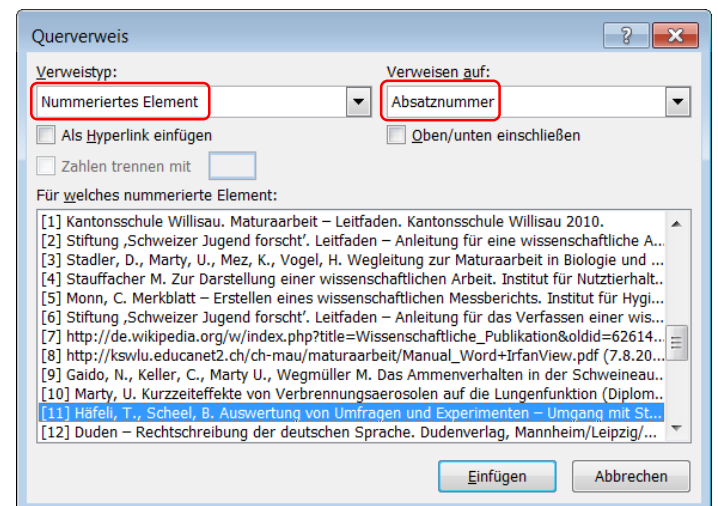 Querverweis
Verweistyp: Verweisen auf:
Nummeriertes Element Absatznummer
Als Hyperlink einfügen Oben/unten einschließen
Zahlen trennen mit
Für welches nummerierte Element:
[1] Kantonsschule Willisau. Maturaarbeit – Leitfaden. Kantonsschule Willisau 2010.
[2] Stiftung ‚Schweizer Jugend forscht’. Leitfaden – Anleitung für eine wissenschaftliche A...
[3] Stadler, D., Marty, U., Mez, K., Vogel, H. Wegleitung zur Maturaarbeit in Biologie und ...
[4] Stauffacher M. Zur Darstellung einer wissenschaftlichen Arbeit. Institut für Nutztierhalt..
[5] Monn, C. Merkblatt – Erstellen eines wissenschaftlichen Messberichts. Institut für Hygi...
[6] Stiftung ‚Schweizer Jugend forscht’. Leitfaden – Anleitung für das Verfassen einer wis...
[7] http://de.wikipedia.org/w/index.php?title=Wissenschaftliche_Publikation&oldid=62614...
[8] http://kswlu.educanet2.ch/ch-mau/maturaarbeit/Manual_Word+IrfanView.pdf (7.8.20...
[9] Gaido, N., Keller, C., Marty U., Wegmüller M. Das Ammenverhalten in der Schweineau..
[10] Marty, U. Kurzzeiteffekte von Verbrennungsaerosolen auf die Lungenfunktion (Diplom..
[11] Häfeli, T., Scheel, B. Auswertung von Umfragen und Experimenten – Umgang mit St...
[12] Duden – Rechtschreibung der deutschen Sprache. Dudenverlag, Mannheim/Leipzig/...
Einfügen Abbrechen